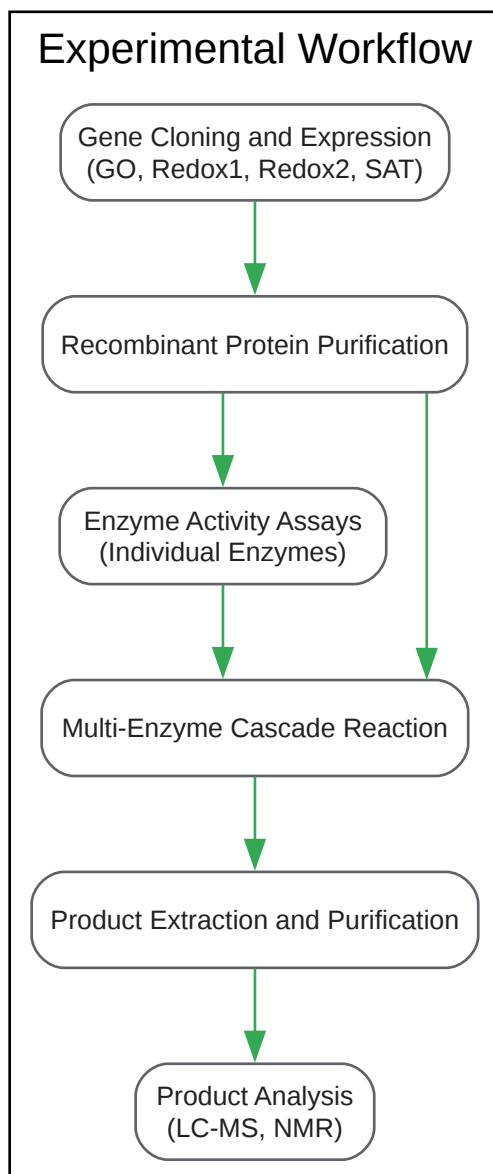 Experimental Workflow
Gene Cloning and Expression
(GO, Redox1, Redox2, SAT)
Recombinant Protein Purification
Enzyme Activity Assays
(Individual Enzymes)
Multi-Enzyme Cascade Reaction
Product Extraction and Purification
Product Analysis
(LC-MS, NMR)